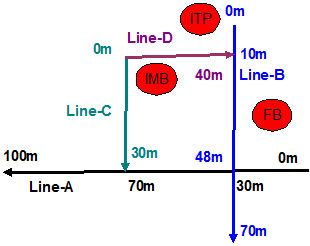 ITP
0m
Line-D
0m
10m
IMB
40m
Line-B
Line-C
FB
30m
48m
100m
0m
Line-A
70m
30m
70m